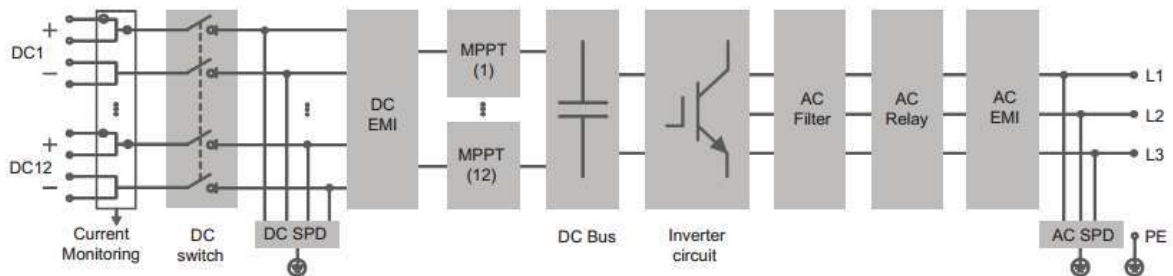 DC1
+
−
DC12
+
−
Current
Monitoring
DC
switch
DC SPD
DC
EMI
MPPT
(1)
MPPT
(12)
DC Bus
Inverter
circuit
AC
Filter
AC
Relay
AC
EMI
AC SPD
L1
L2
L3
PE